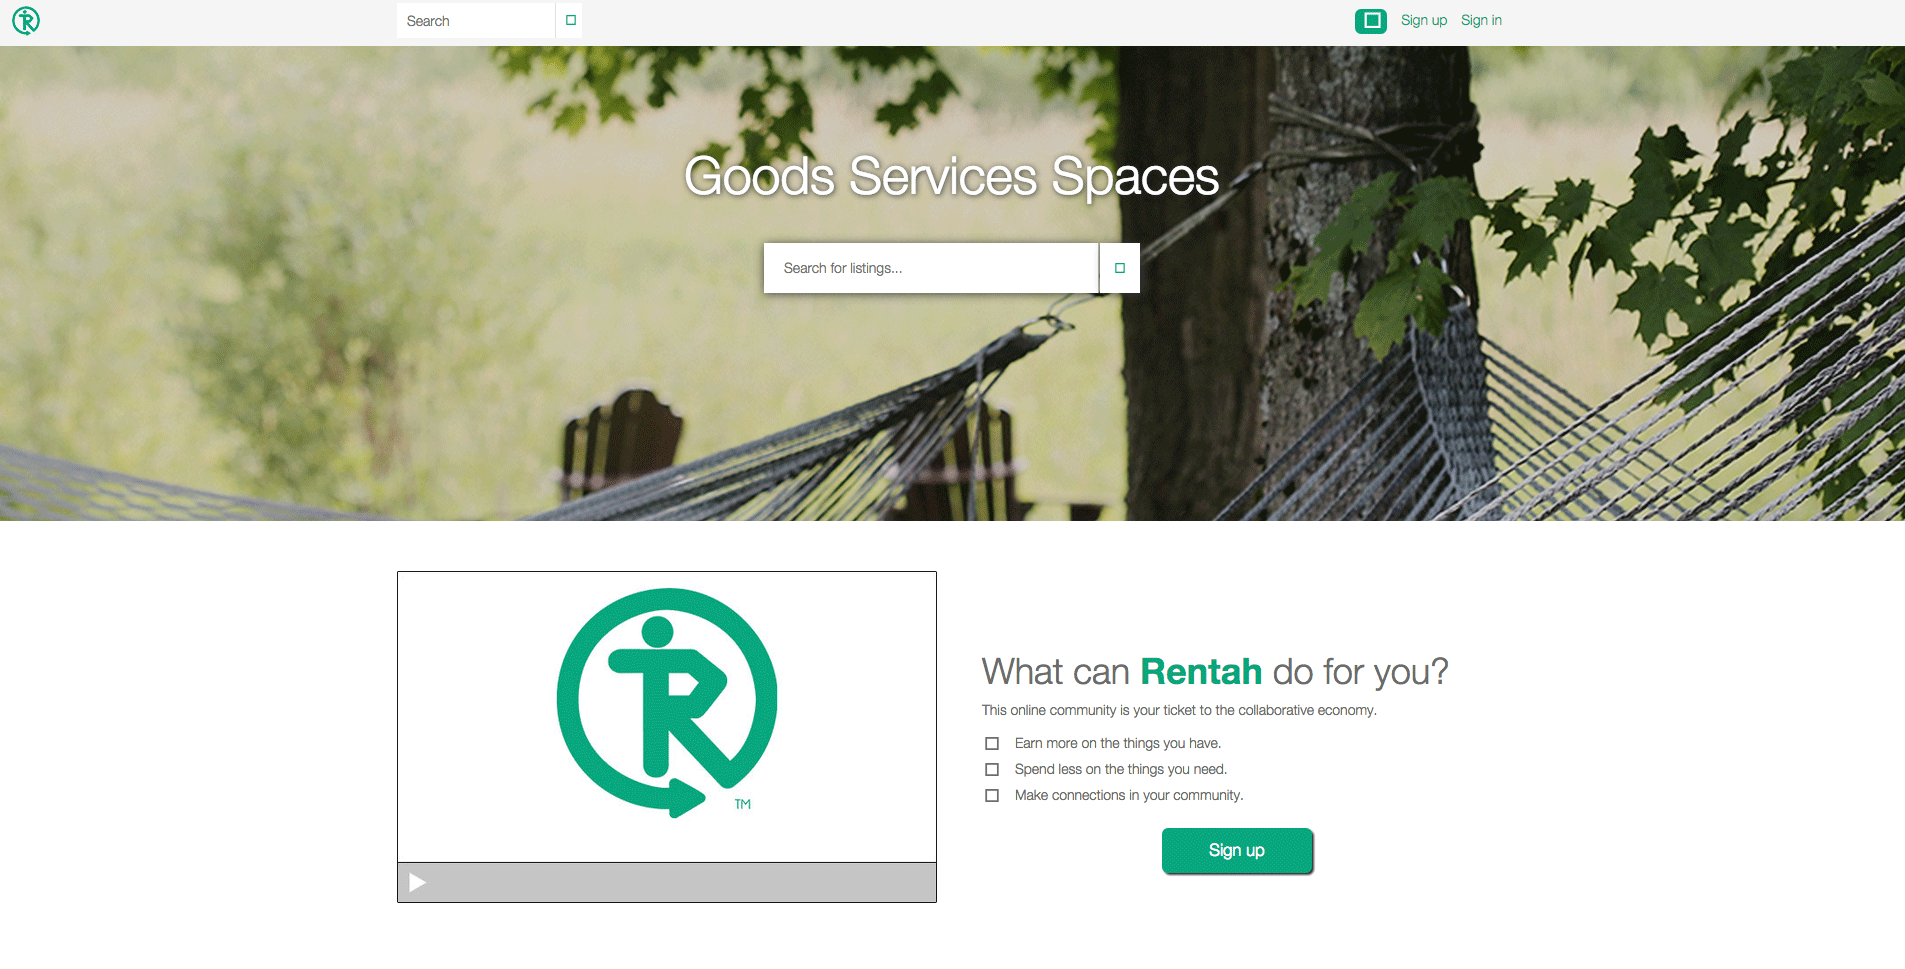 Search
Sign up
Sign in
Goods Services Spaces
Search for listings...
What can Rentah do for you?
This online community is your ticket to the collaborative economy.
Earn more on the things you have.
Spend less on the things you need.
Make connections in your community.
Sign up
R
TM